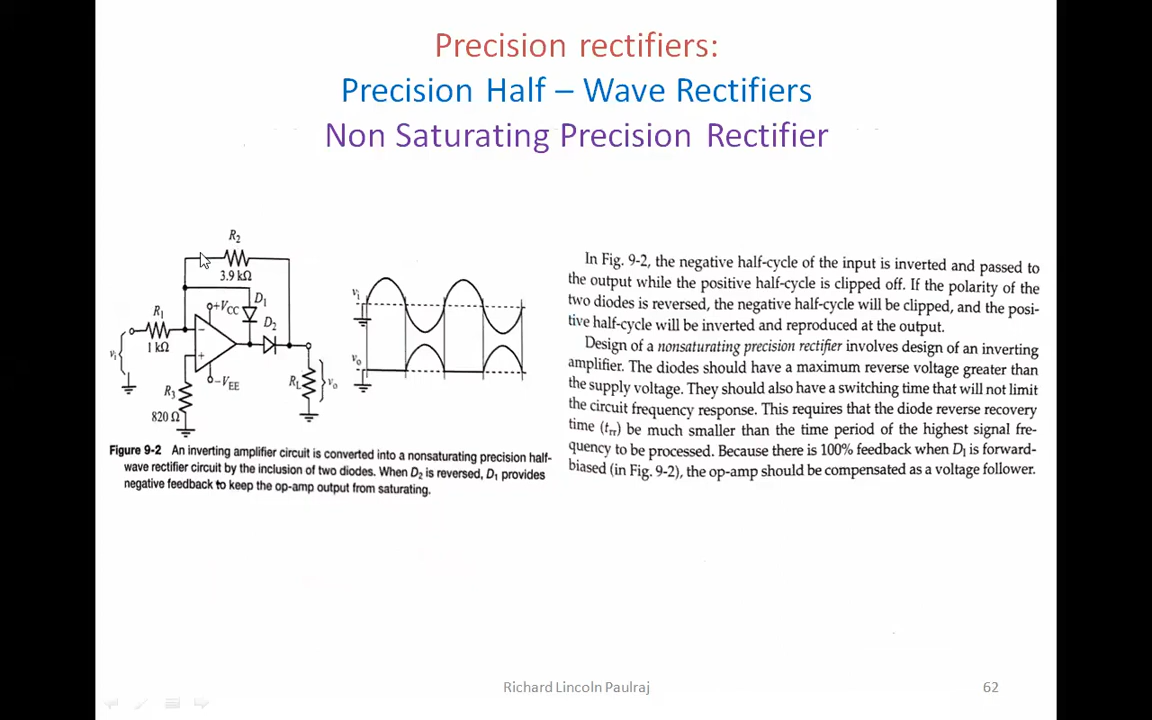 Precision rectifiers:
Precision Half – Wave Rectifiers
Non Saturating Precision Rectifier
R2
3.9 kΩ
R1
1 kΩ
+VCC
D1
D2
−
+
vi
−VEE
R3
820 Ω
RL
vo
vi
vo
Figure 9-2 An inverting amplifier circuit is converted into a nonsaturating precision half-
wave rectifier circuit by the inclusion of two diodes. When D2 is reversed, D1 provides
negative feedback to keep the op-amp output from saturating.
In Fig. 9-2, the negative half-cycle of the input is inverted and passed to
the output while the positive half-cycle is clipped off. If the polarity of the
two diodes is reversed, the negative half-cycle will be clipped, and the posi-
tive half-cycle will be inverted and reproduced at the output.
Design of a nonsaturating precision rectifier involves design of an inverting
amplifier. The diodes should have a maximum reverse voltage greater than
the supply voltage. They should also have a switching time that will not limit
the circuit frequency response. This requires that the diode reverse recovery
time (trr) be much smaller than the time period of the highest signal fre-
quency to be processed. Because there is 100% feedback when D1 is forward-
biased (in Fig. 9-2), the op-amp should be compensated as a voltage follower.
Richard Lincoln Paulraj
62